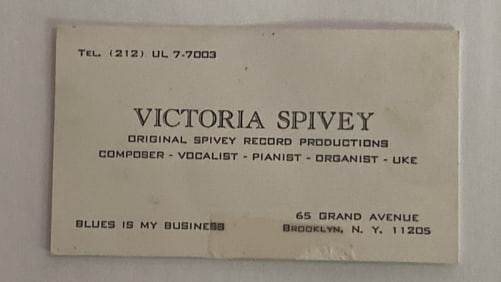 TEL. (212) UL 7-7003
VICTORIA SPIVEY
ORIGINAL SPIVEY RECORD PRODUCTIONS
COMPOSER - VOCALIST - PIANIST - ORGANIST - UKE
BLUES IS MY BUSINESS
65 GRAND AVENUE
BROOKLYN, N. Y. 11205